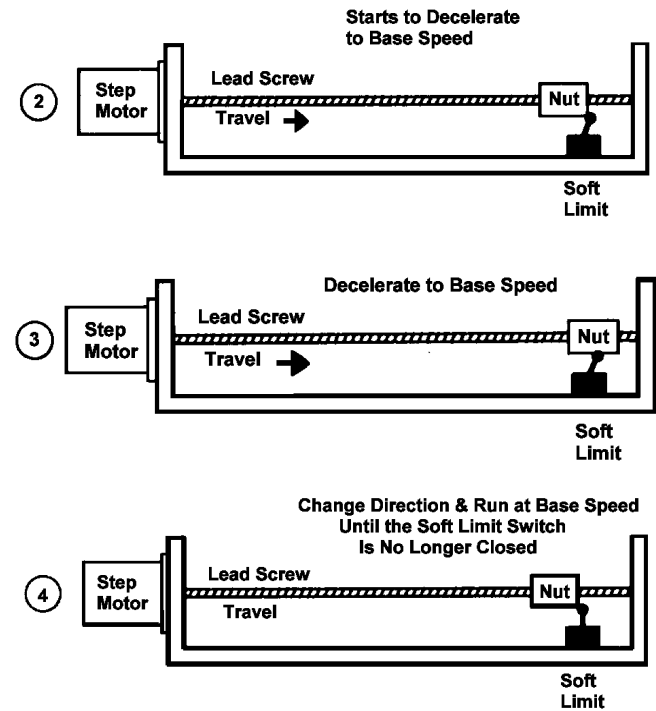 Starts to Decelerate
to Base Speed
2
Step
Motor
Lead Screw
Travel
Nut
Soft
Limit
Decelerate to Base Speed
3
Step
Motor
Lead Screw
Travel
Nut
Soft
Limit
Change Direction & Run at Base Speed
Until the Soft Limit Switch
Is No Longer Closed
4
Step
Motor
Lead Screw
Travel
Nut
Soft
Limit